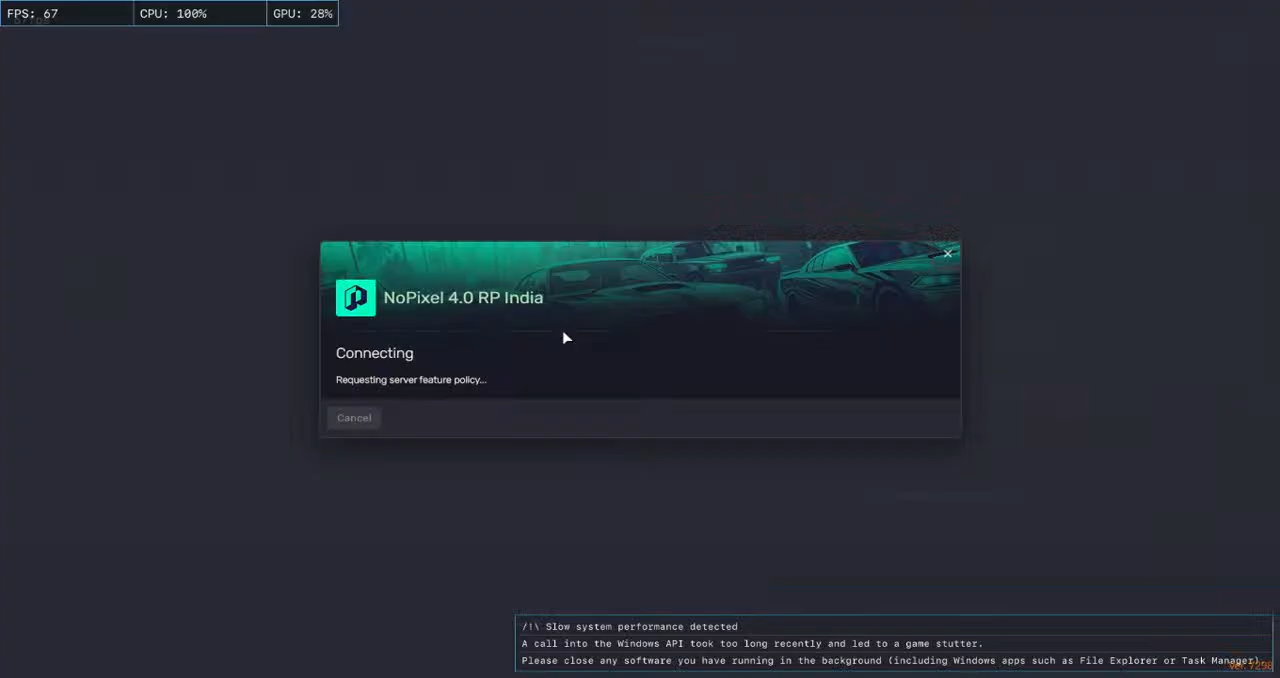 FPS: 67
CPU: 100%
GPU: 28%
NoPixel 4.0 RP India
Connecting
Requesting server feature policy...
Cancel
/!\ Slow system performance detected
A call into the Windows API took too long recently and led to a game stutter.
Please close any software you have running in the background (including Windows apps such as File Explorer or Task Manager).
Ver. 7298